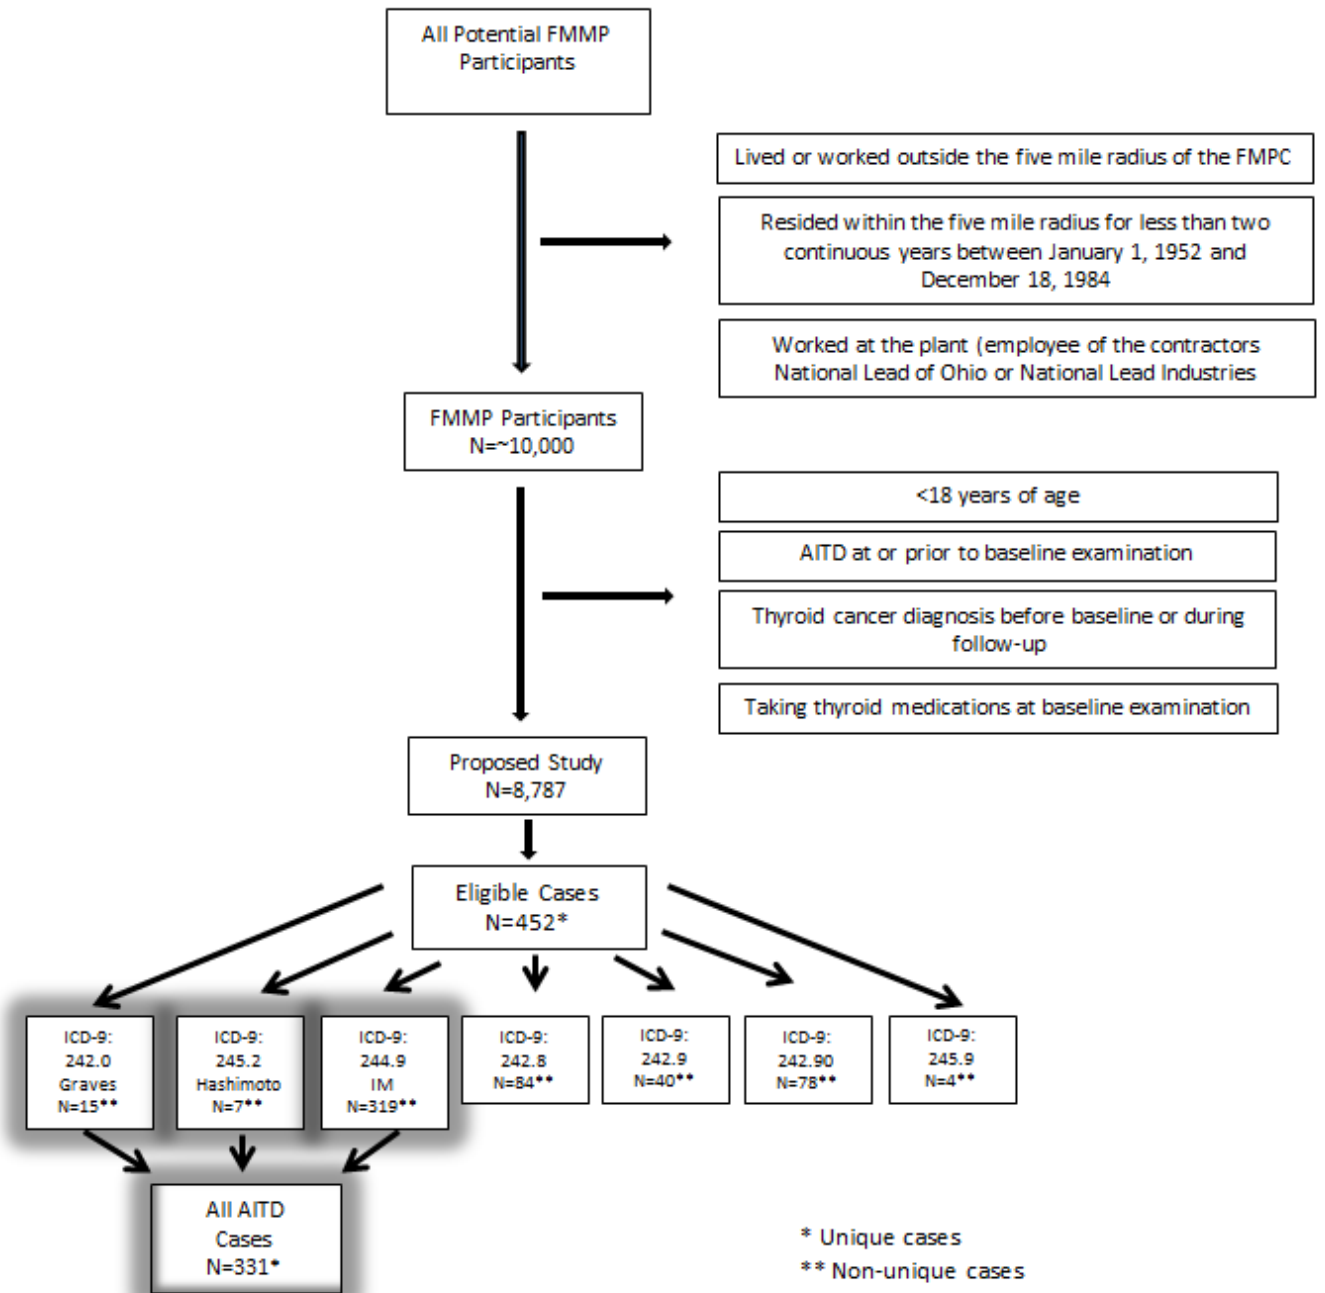 All Potential FMMP
Participants
Lived or worked outside the five mile radius of the FMPC
Resided within the five mile radius for less than two
continuous years between January 1, 1952 and
December 18, 1984
Worked at the plant (employee of the contractors
National Lead of Ohio or National Lead Industries
FMMP Participants
N=~10,000
<18 years of age
AITD at or prior to baseline examination
Thyroid cancer diagnosis before baseline or during
follow-up
Taking thyroid medications at baseline examination
Proposed Study
N=8,787
Eligible Cases
N=452*
ICD-9:
242.0
Graves
N=15**
ICD-9:
245.2
Hashimoto
N=7**
ICD-9:
244.9
IM
N=319**
ICD-9:
242.8
N=84**
ICD-9:
242.9
N=40**
ICD-9:
242.90
N=78**
ICD-9:
245.9
N=4**
All AITD
Cases
N=331*
* Unique cases
** Non-unique cases